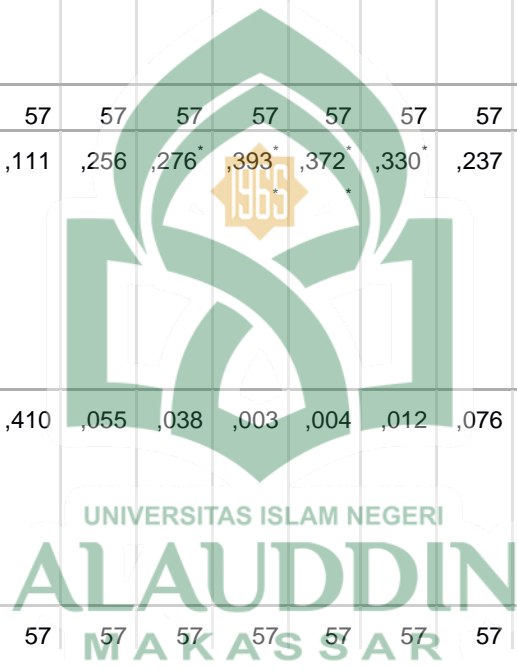 57 57 57 57 57 57 57
,111 ,256 ,276* ,393* ,372* ,330* ,237
* *
1965
,410 ,055 ,038 ,003 ,004 ,012 ,076
UNIVERSITAS ISLAM NEGERI
ALAUDDIN
57 57 57 57 57 57 57
MAKASSAR